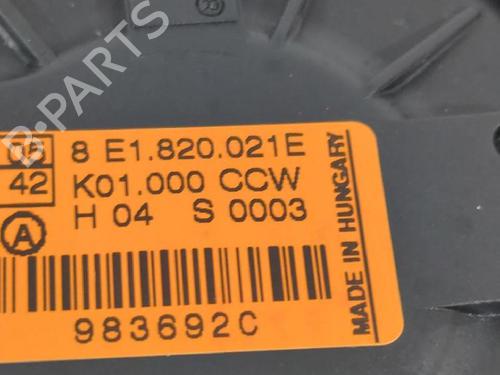 B-PARTS
8 E1.820.021E
42 K01.000 CCW
A H 04 S 0003
983692C
MADE IN HUNGARY